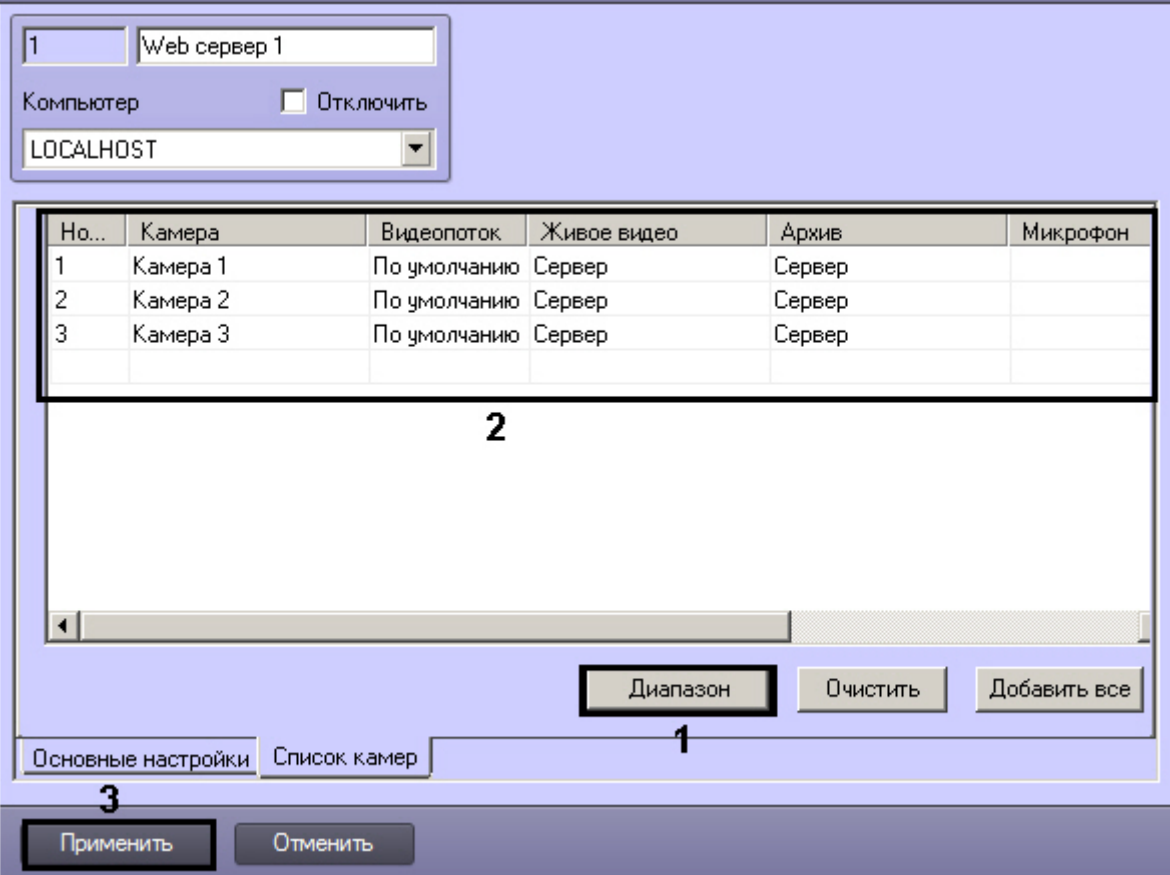 1 Web сервер 1
Компьютер Отключить
LOCALHOST
Но... Камера Видеопоток Живое видео Архив Микрофон
1 Камера 1 По умолчанию Сервер Сервер
2 Камера 2 По умолчанию Сервер Сервер
3 Камера 3 По умолчанию Сервер Сервер
2
Диапазон Очистить Добавить все
1
Основные настройки Список камер
3
Применить Отменить